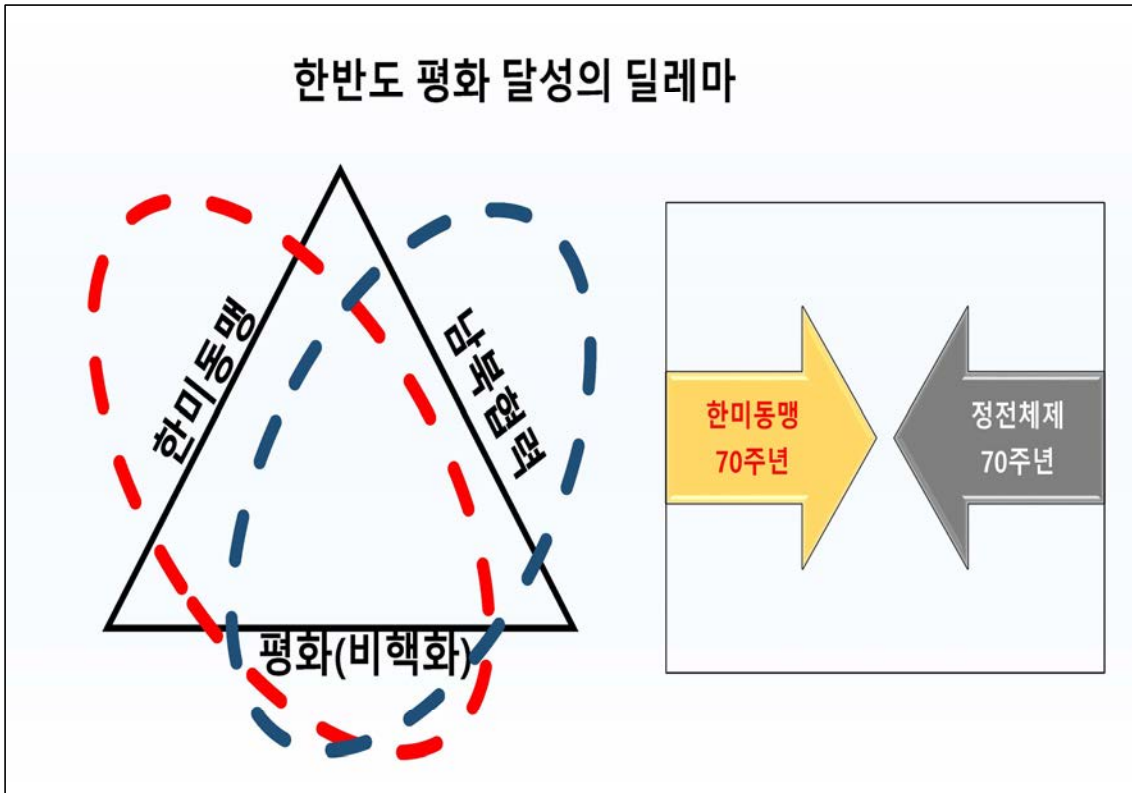 한반도 평화 달성의 딜레마
한미동맹
남북협력
평화(비핵화)
한미동맹
70주년
정전체제
70주년